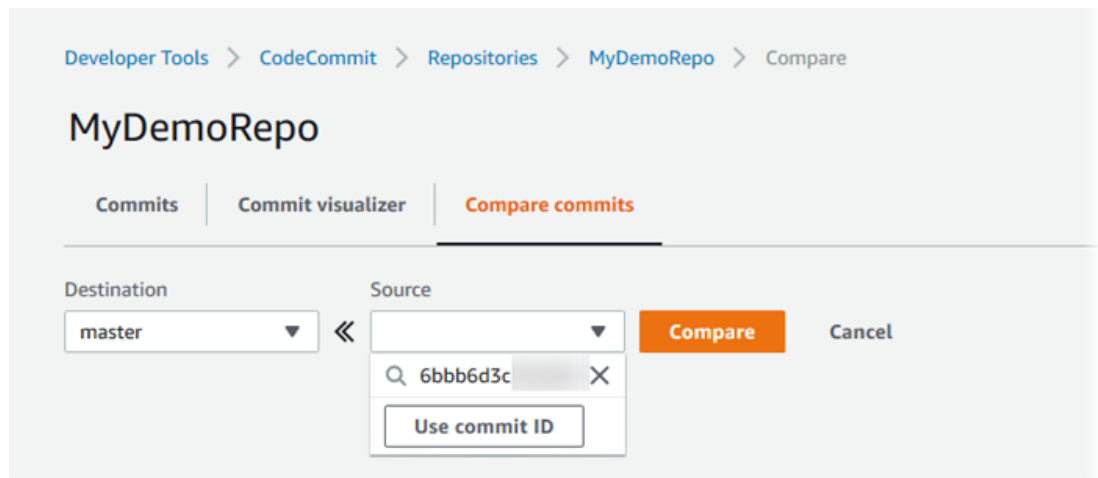 Developer Tools > CodeCommit > Repositories > MyDemoRepo > Compare
MyDemoRepo
Commits Commit visualizer Compare commits
Destination Source
master << Compare Cancel
6bbb6d3c
Use commit ID